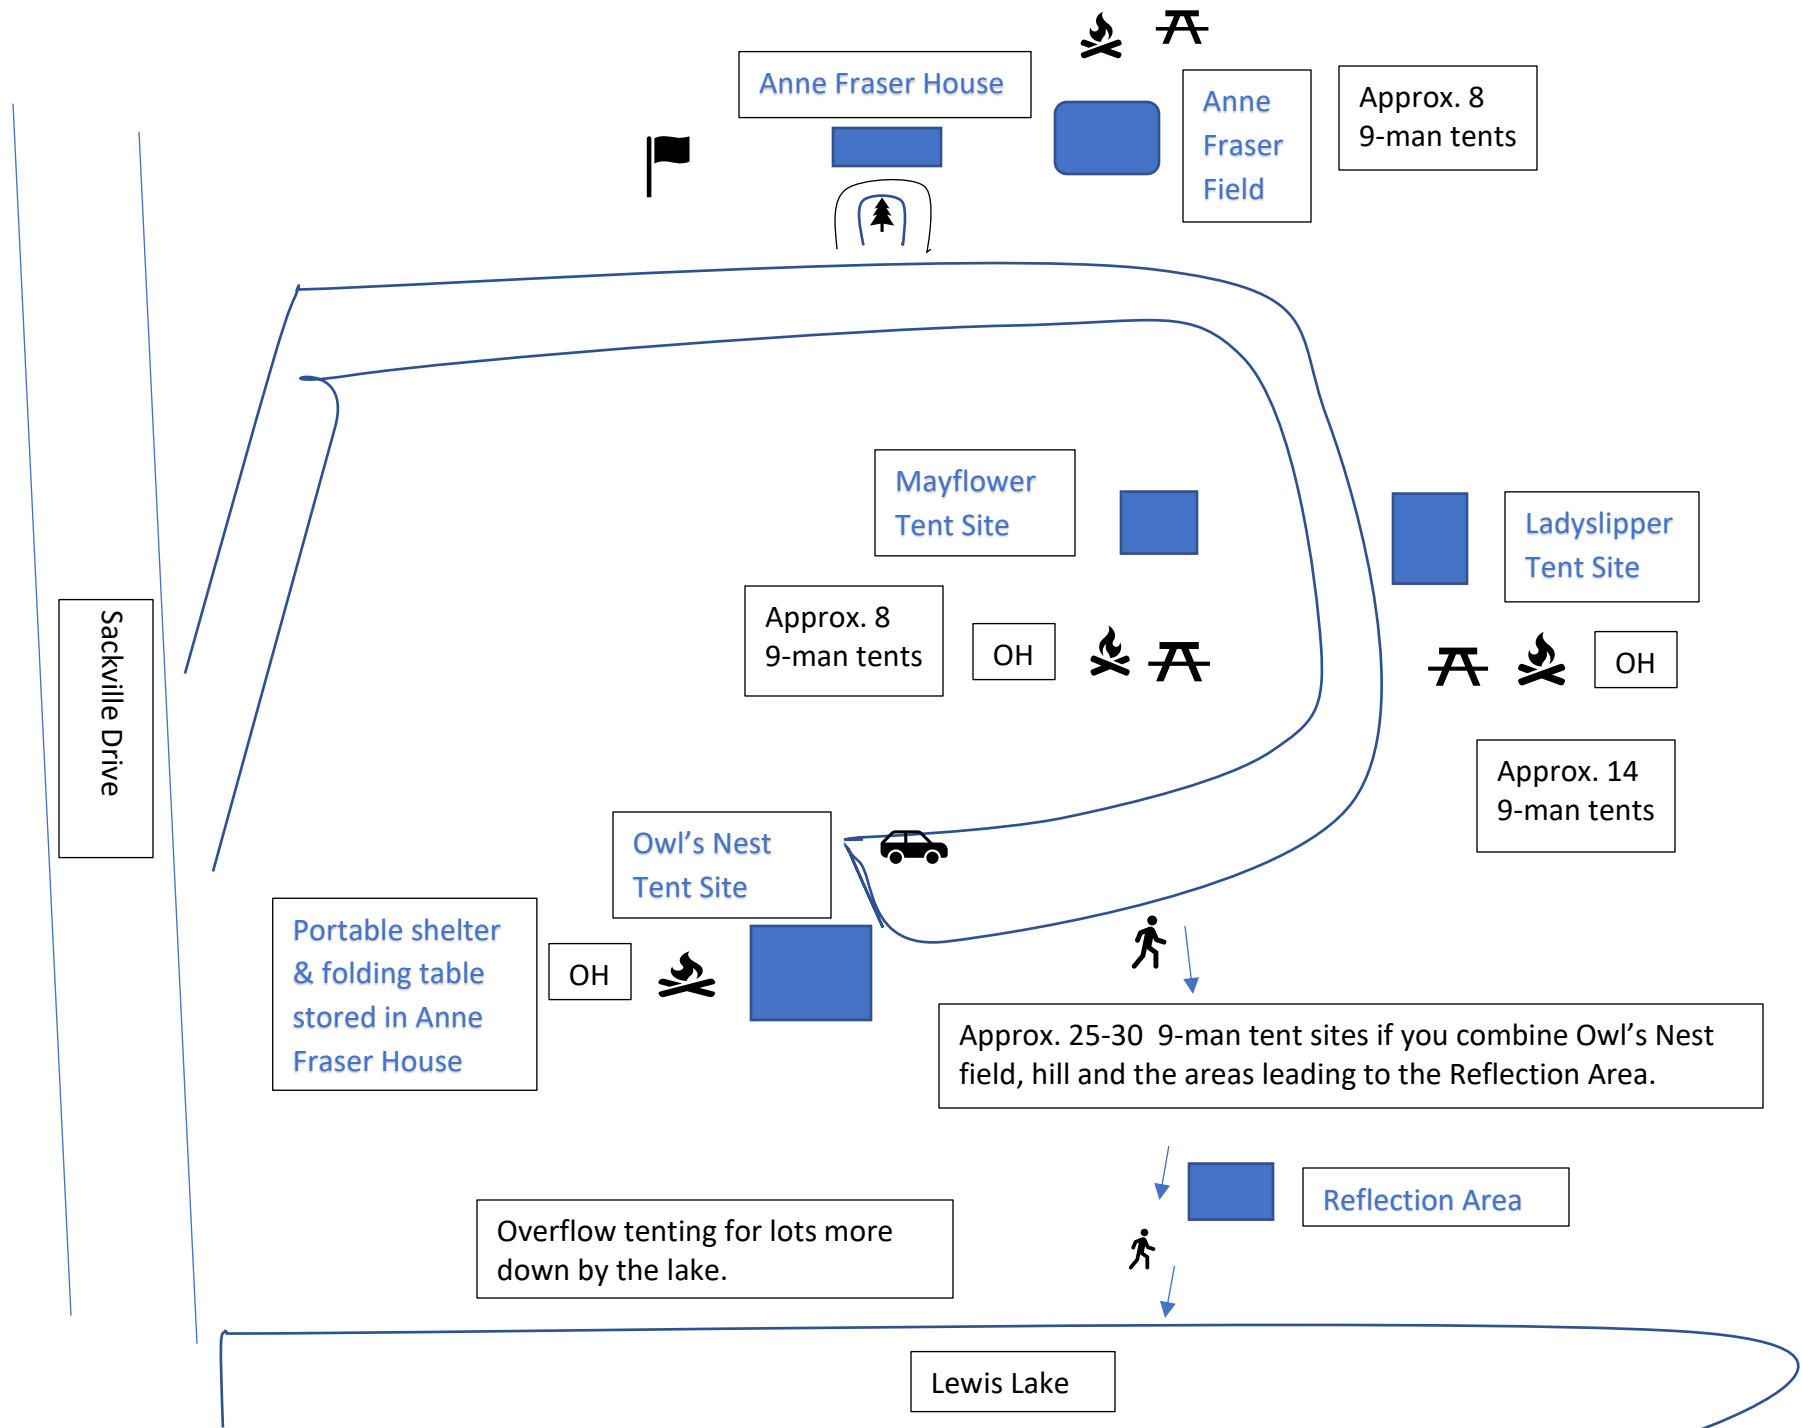 Anne Fraser House
Anne
Fraser
Field
Approx. 8
9-man tents
Mayflower
Tent Site
Ladyslipper
Tent Site
Approx. 8
9-man tents
OH
OH
Sackville Drive
Approx. 14
9-man tents
Owl’s Nest
Tent Site
Portable shelter
& folding table
stored in Anne
Fraser House
OH
Approx. 25-30  9-man tent sites if you combine Owl’s Nest
field, hill and the areas leading to the Reflection Area.
Reflection Area
Overflow tenting for lots more
down by the lake.
Lewis Lake